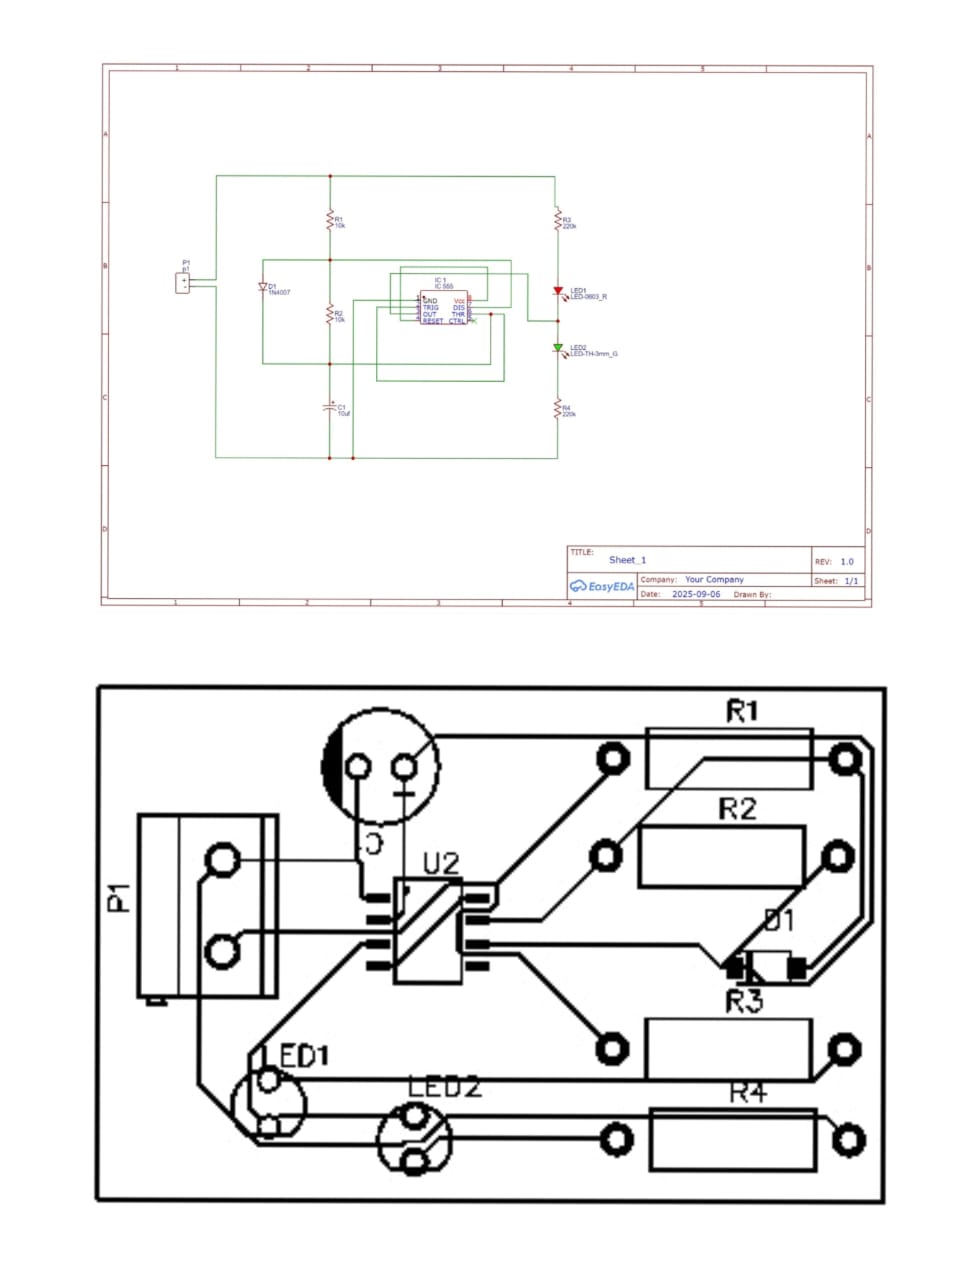 1 2 3 4 5
A A
B B
C C
D D
P1
p1
R1
10k
R3
220k
D1
1N4007
R2
10k
IC 1
IC 555
GND Vcc
TRIG DIS
OUT THR
RESET CTRL
LED1
LED-0603_R
LED2
LED-TH-3mm_G
C1
10uf
R4
220k
TITLE:
Sheet_1
REV: 1.0
EasyEDA
Company: Your Company
Sheet: 1/1
Date: 2025-09-06 Drawn By:
1 2 3 4 5
R1
R2
U2
P1
D1
R3
ED1
LED2
R4